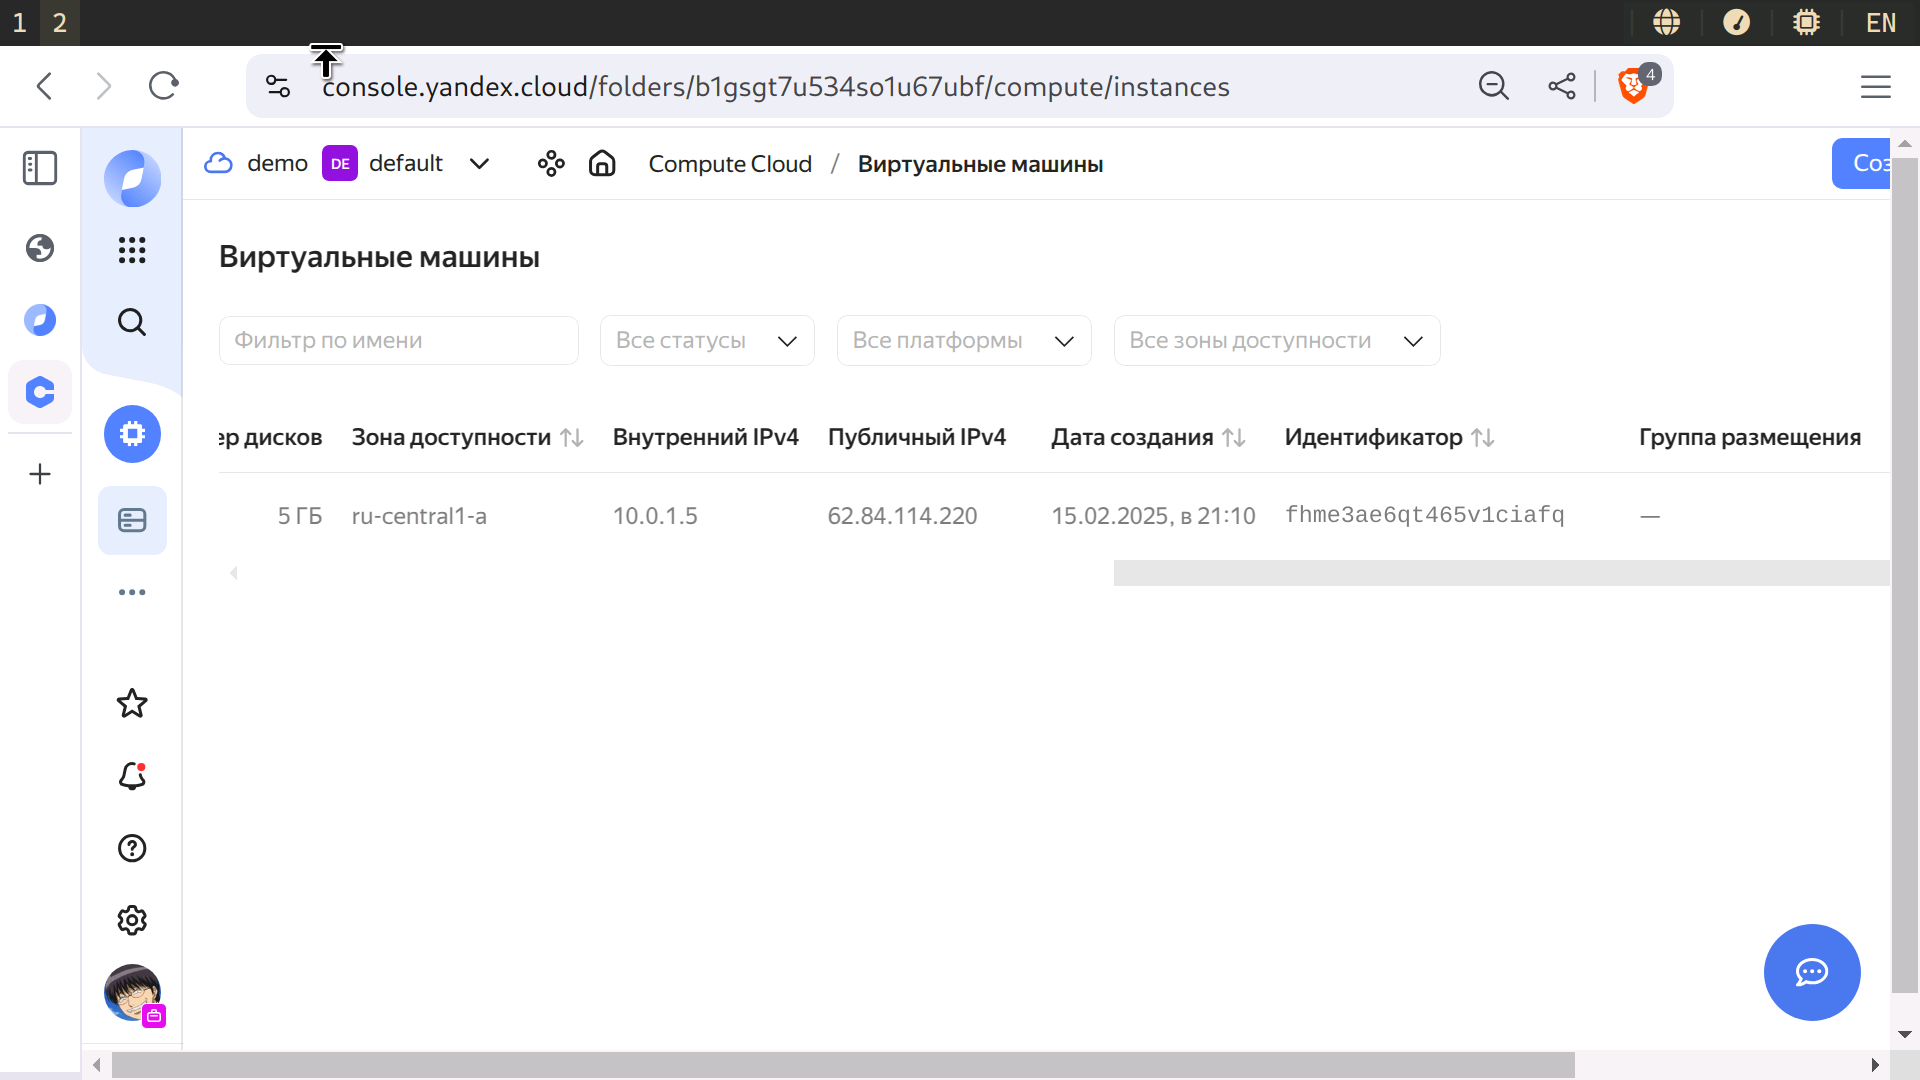 1 2 EN
console.yandex.cloud/folders/b1gsgt7u534so1u67ubf/compute/instances 4
demo DE default Compute Cloud / Виртуальные машины Соз
Виртуальные машины
Фильтр по имени Все статусы Все платформы Все зоны доступности
ер дисков Зона доступности Внутренний IPv4 Публичный IPv4 Дата создания Идентификатор Группа размещения
5 ГБ ru-central1-a 10.0.1.5 62.84.114.220 15.02.2025, в 21:10 fhme3ae6qt465v1ciafq —